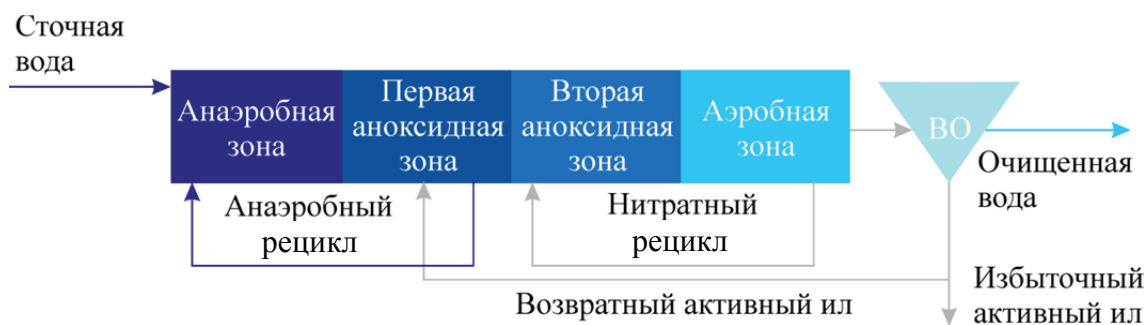 Сточная
вода
Анаэробная
зона
Первая
аноксидная
зона
Вторая
аноксидная
зона
Аэробная
зона
ВО
Очищенная
вода
Анаэробный
рецикл
Нитратный
рецикл
Возвратный активный ил
Избыточный
активный ил